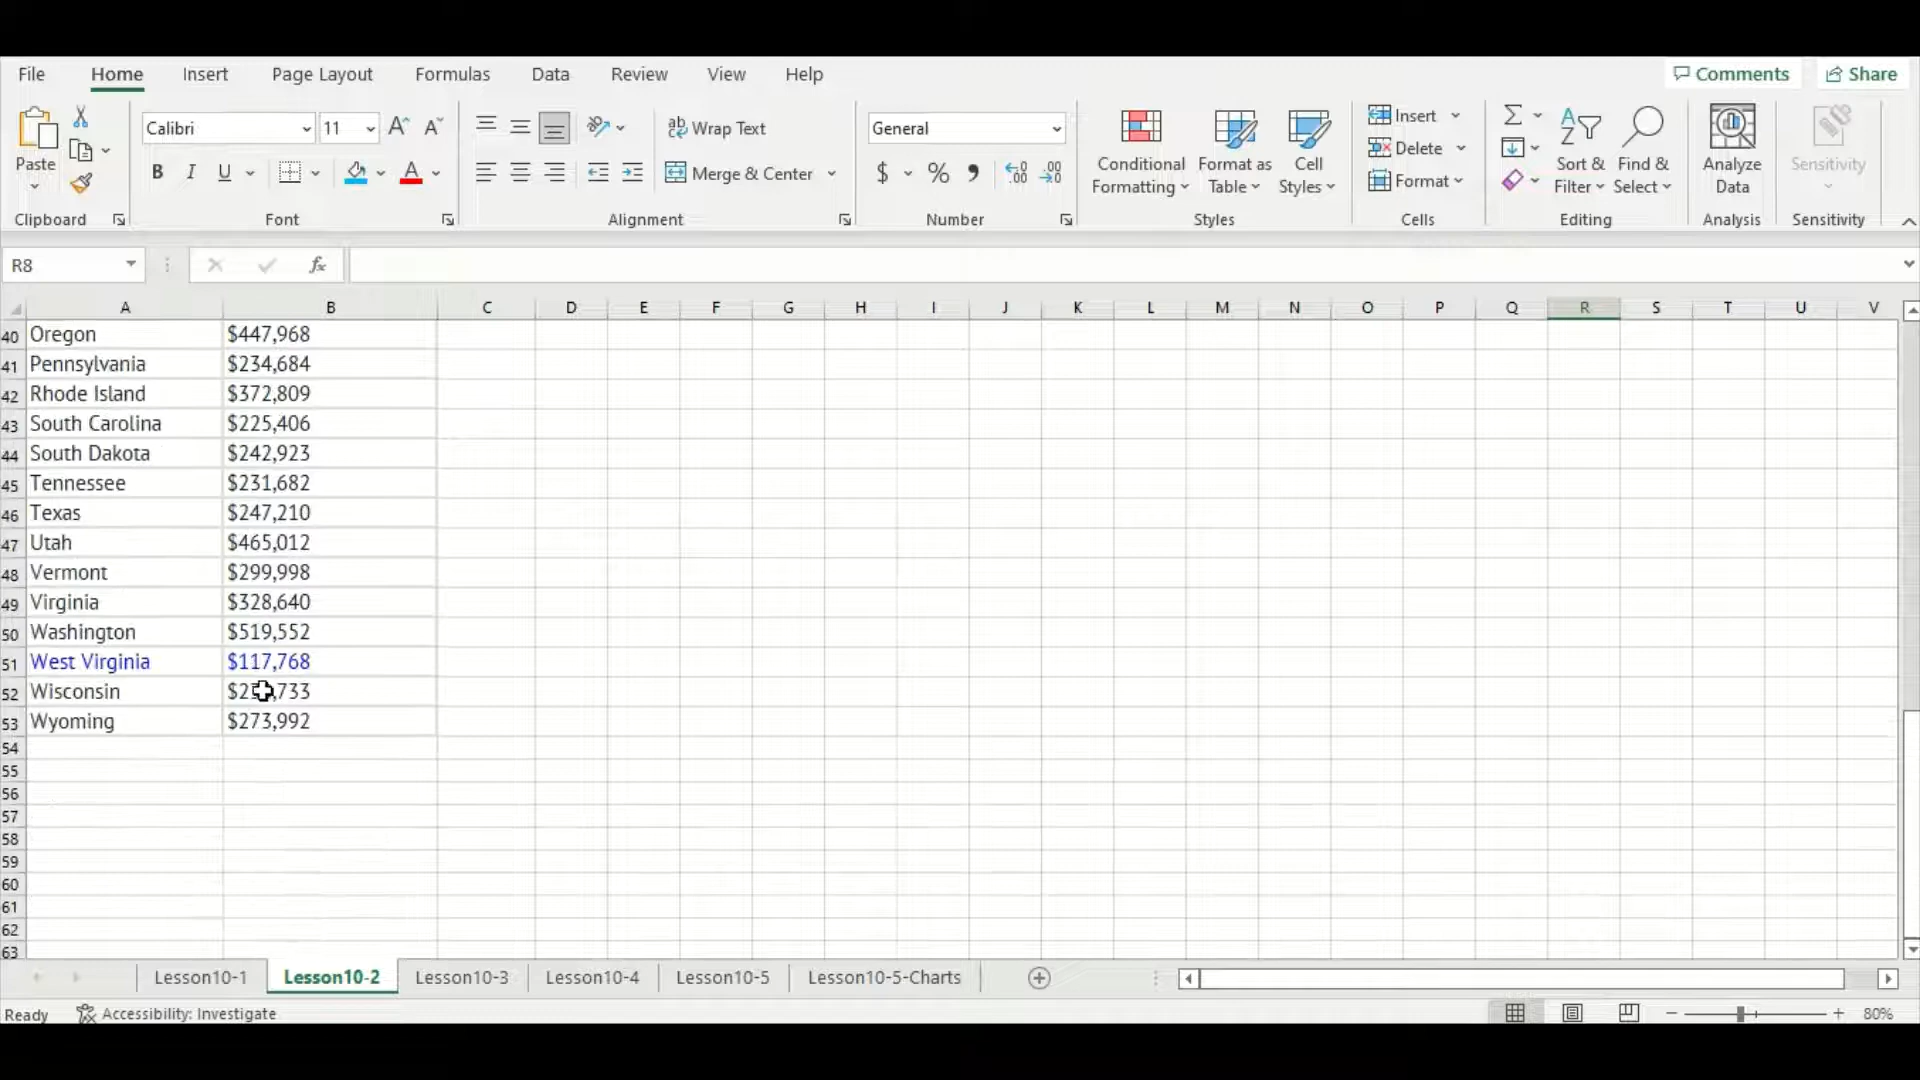 File Home Insert Page Layout Formulas Data Review View Help Comments Share
Calibri 11 Wrap Text General Insert
Paste B I U Merge & Center $ % Conditional Formatting Format as Table Cell Styles Delete Format Sort & Filter Find & Select Analyze Data Sensitivity
Clipboard Font Alignment Number Styles Cells Editing Analysis Sensitivity
R8 fx
A B C D E F G H I J K L M N O P Q R S T U V
40 Oregon $447,968
41 Pennsylvania $234,684
42 Rhode Island $372,809
43 South Carolina $225,406
44 South Dakota $242,923
45 Tennessee $231,682
46 Texas $247,210
47 Utah $465,012
48 Vermont $299,998
49 Virginia $328,640
50 Washington $519,552
51 West Virginia $117,768
52 Wisconsin
53 Wyoming $273,992
54
55
56
57
58
59
60
61
62
63
Lesson10-1 Lesson10-2 Lesson10-3 Lesson10-4 Lesson10-5 Lesson10-5-Charts
Ready Accessibility: Investigate 80%